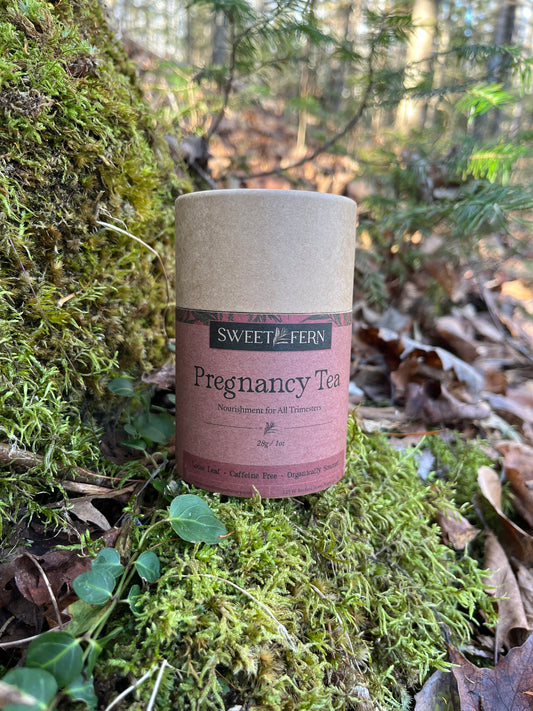 SWEET FERN
Pregnancy Tea
Nourishment for All Trimesters
28g/1oz
Loose Leaf - Caffeine Free - Organically Sourced